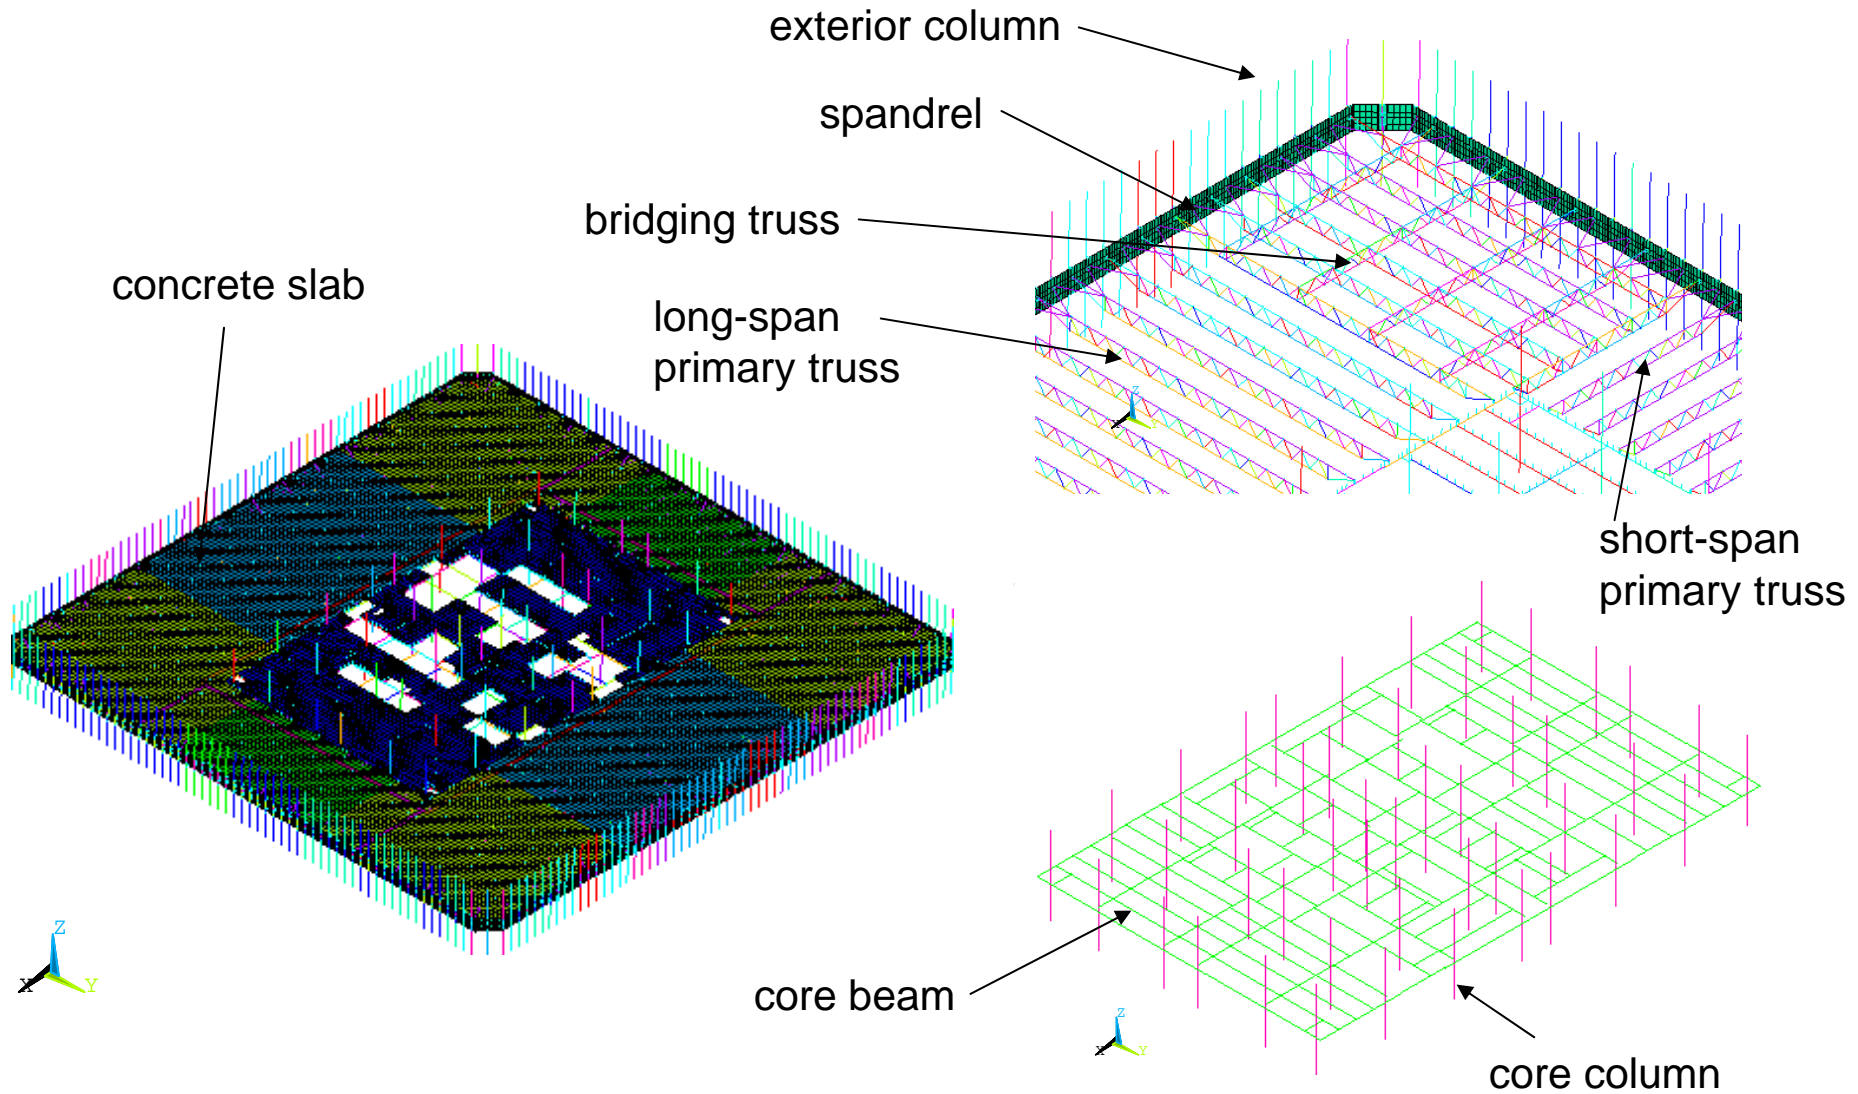 exterior column
spandrel
bridging truss
concrete slab
long-span
primary truss
short-span
primary truss
core beam
core column
Z
X
Y
Z
Z
X
Y